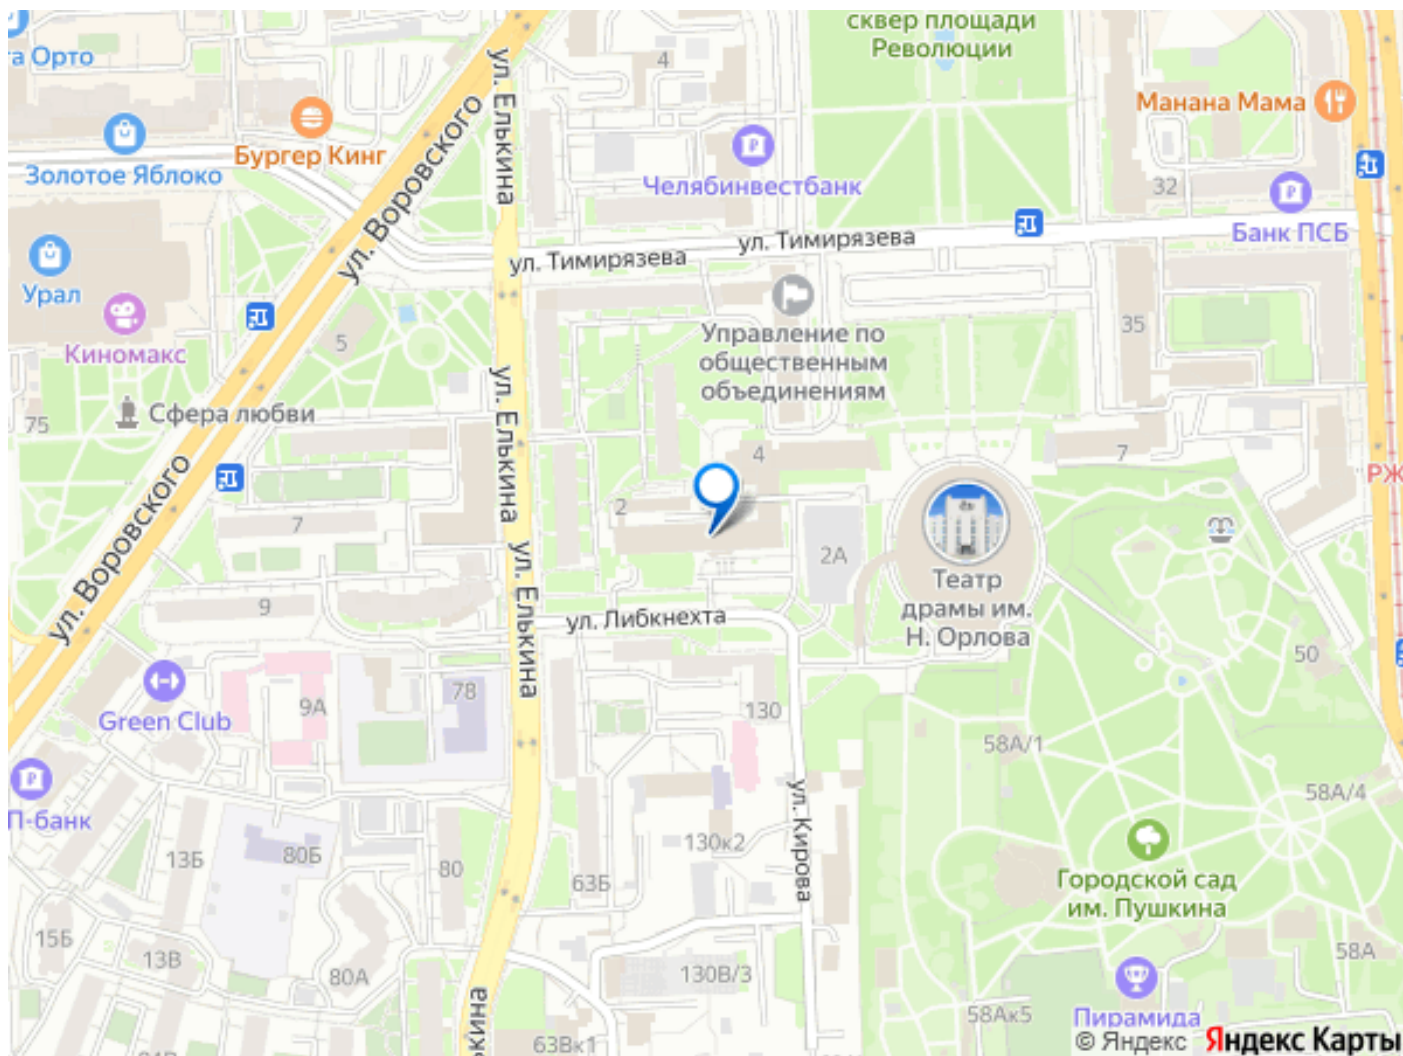 сквер площади
Революции
а Орто
4
ул. Елькина
Манана Мама
ул. Воровского
Бургер Кинг
Золотое Яблоко
Челябинвестбанк
32
Банк ПСБ
ул. Тимирязева
ул. Тимирязева
Урал
Киномакс
5
35
Управление по
общественным
объединениям
75
Сфера любви
ул. Елькина
4
7
РЖ
ул. Воровского
2
7
2А
Театр
драмы им.
Н. Орлова
ул. Елькина
9
ул. Либкнехта
50
78
9А
Green Club
130
58А/1
ул. Кирова
58А/4
П-банк
13Б
80Б
80
130к2
63Б
Городской сад
им. Пушкина
15Б
13В
80А
130В/3
58А
58Ак5
Пирамида
ькина
63Вк1
© Яндекс Яндекс Карты